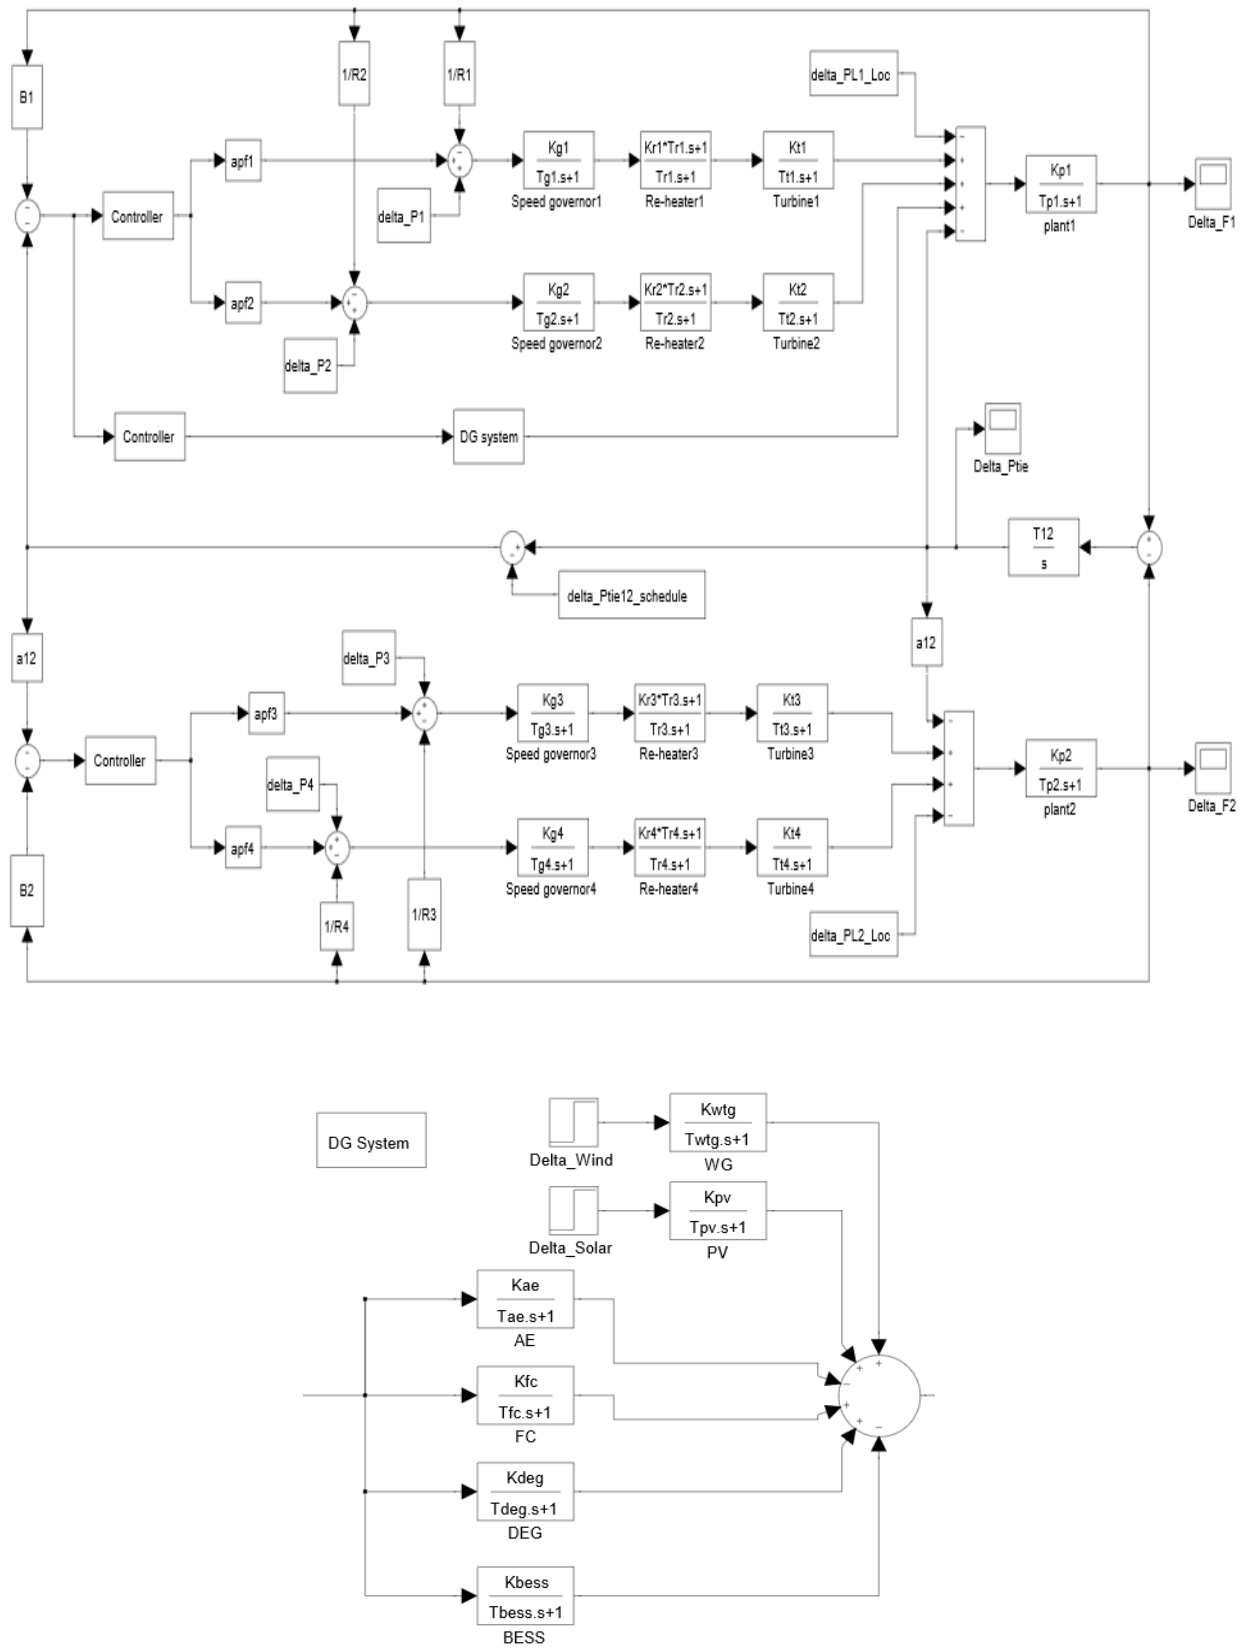 B1
1/R2
1/R1
delta_PL1_Loc
apf1
Kg1
Tg1.s+1
Speed governor1
Kr1*Tr1.s+1
Tr1.s+1
Re-heater1
Kt1
Tt1.s+1
Turbine1
Kp1
Tp1.s+1
plant1
Delta_F1
Controller
delta_P1
apf2
Kg2
Tg2.s+1
Speed governor2
Kr2*Tr2.s+1
Tr2.s+1
Re-heater2
Kt2
Tt2.s+1
Turbine2
delta_P2
Controller
DG system
Delta_Ptie
T12
s
delta_Ptie12_schedule
a12
a12
delta_P3
apf3
Kg3
Tg3.s+1
Speed governor3
Kr3*Tr3.s+1
Tr3.s+1
Re-heater3
Kt3
Tt3.s+1
Turbine3
Controller
delta_P4
Kp2
Tp2.s+1
plant2
Delta_F2
apf4
Kg4
Tg4.s+1
Speed governor4
Kr4*Tr4.s+1
Tr4.s+1
Re-heater4
Kt4
Tt4.s+1
Turbine4
B2
1/R4
1/R3
delta_PL2_Loc
DG System
Delta_Wind
Kwtg
Twtg.s+1
WG
Delta_Solar
Kpv
Tpv.s+1
PV
Kae
Tae.s+1
AE
Kfc
Tfc.s+1
FC
Kdeg
Tdeg.s+1
DEG
Kbess
Tbess.s+1
BESS